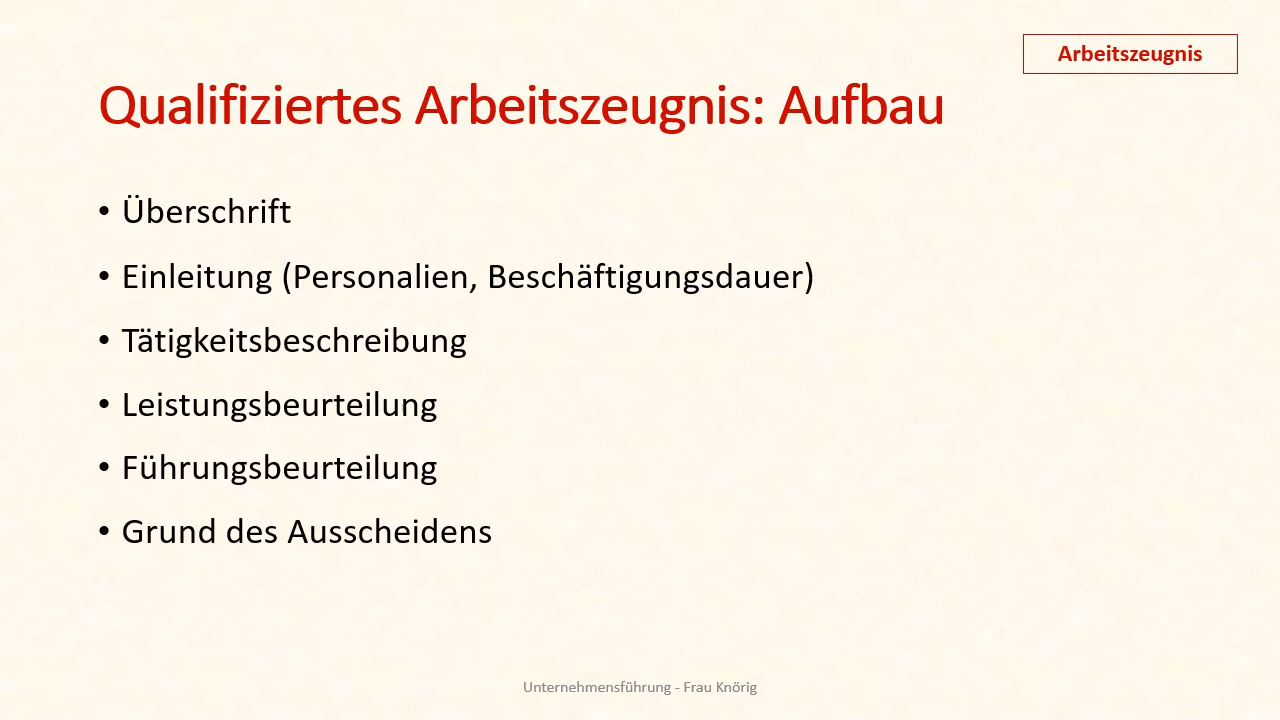 Arbeitszeugnis
Qualifiziertes Arbeitszeugnis: Aufbau
• Überschrift
• Einleitung (Personalien, Beschäftigungsdauer)
• Tätigkeitsbeschreibung
• Leistungsbeurteilung
• Führungsbeurteilung
• Grund des Ausscheidens
Unternehmensführung - Frau Knörig